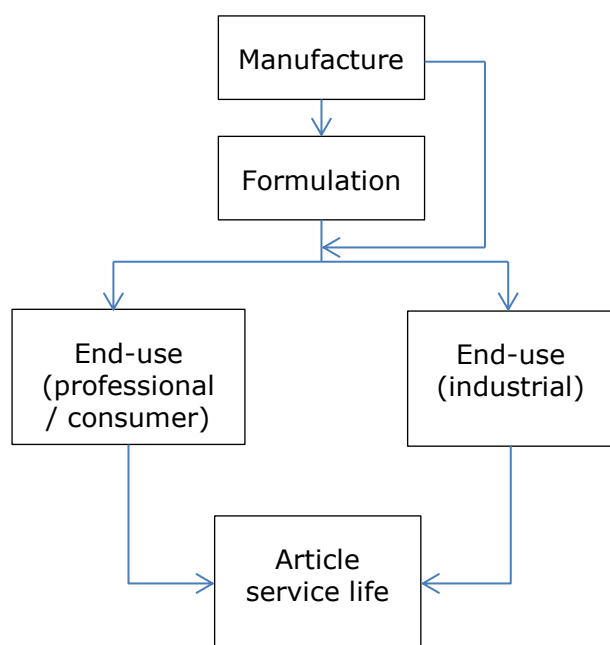 Manufacture
Formulation
End-use
(professional
/ consumer)
End-use
(industrial)
Article
service life